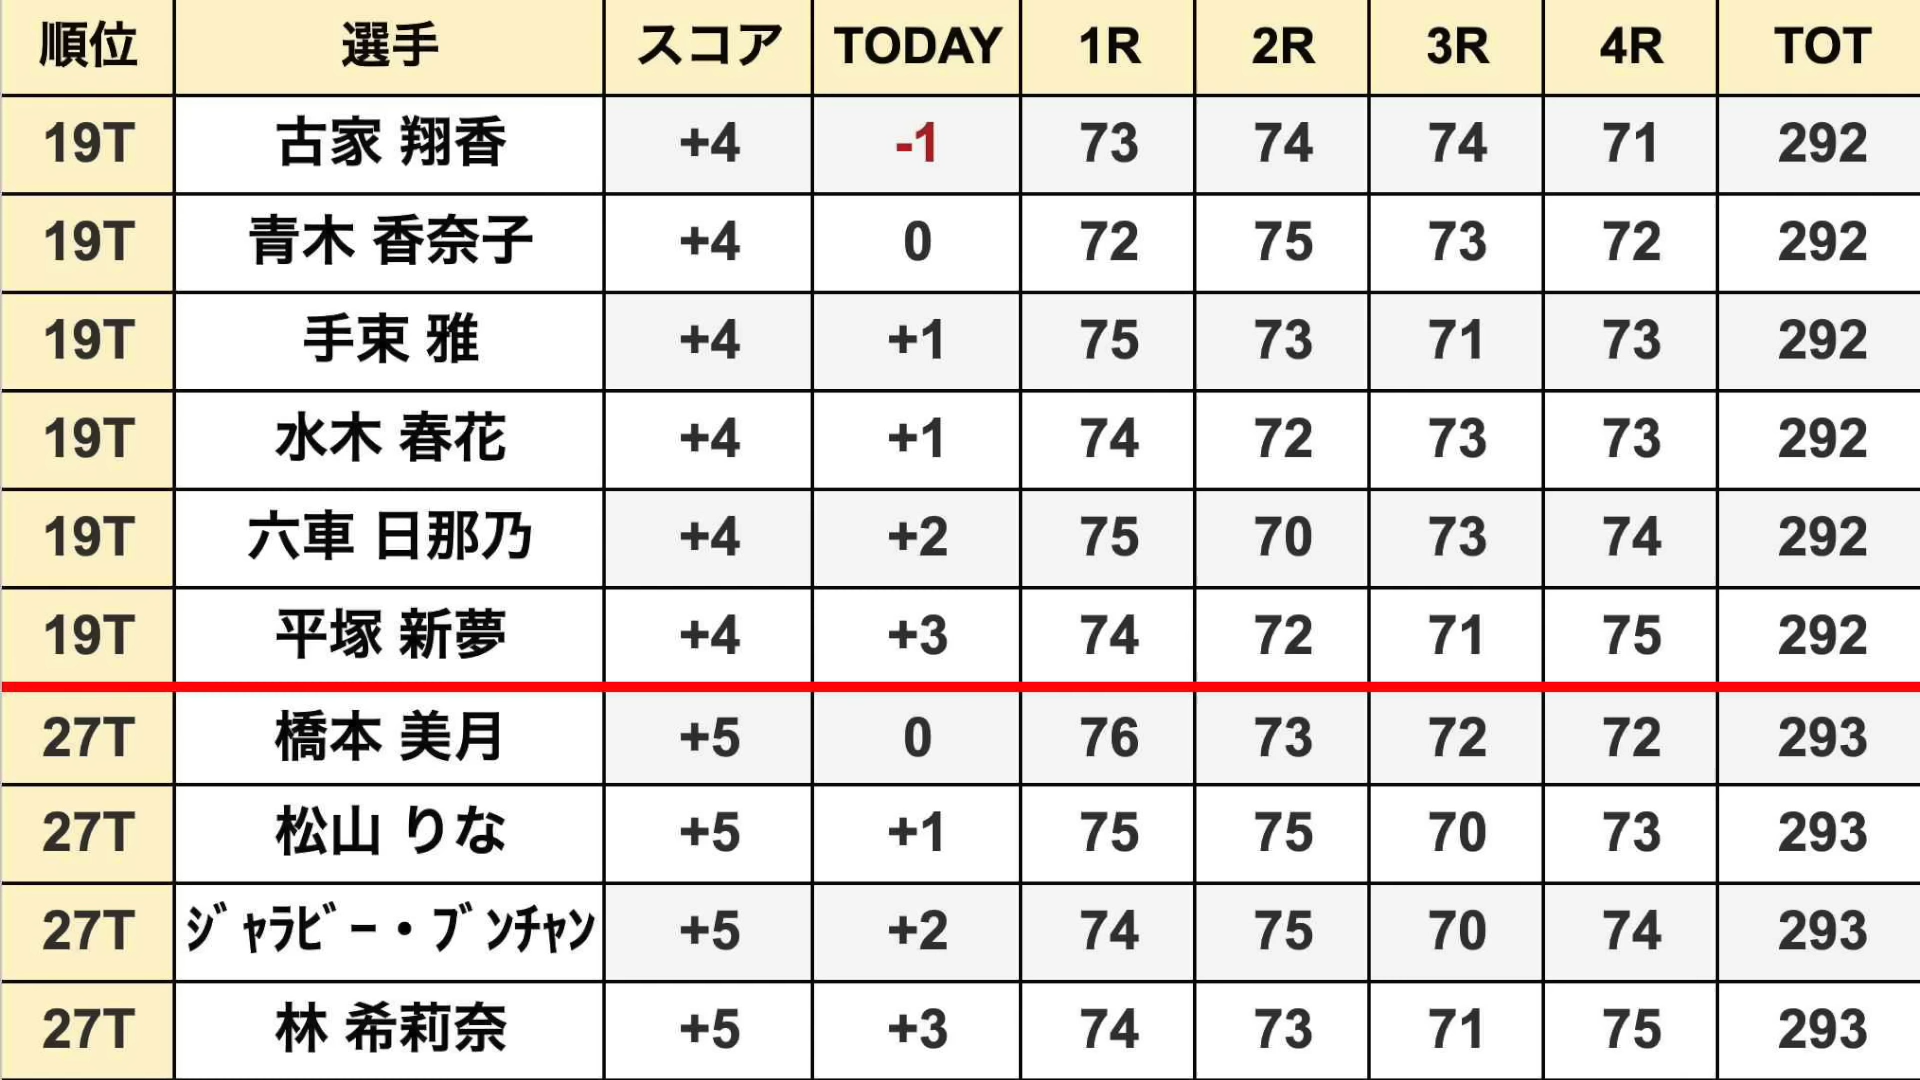 順位 選手 スコア TODAY 1R 2R 3R 4R TOT
19T 古家 翔香 +4 -1 73 74 74 71 292
19T 青木 香奈子 +4 0 72 75 73 72 292
19T 手束 雅 +4 +1 75 73 71 73 292
19T 水木 春花 +4 +1 74 72 73 73 292
19T 六車 日那乃 +4 +2 75 70 73 74 292
19T 平塚 新夢 +4 +3 74 72 71 75 292
27T 橋本 美月 +5 0 76 73 72 72 293
27T 松山 りな +5 +1 75 75 70 73 293
27T ｼﾞｬﾗﾋﾞｰ・ﾌﾞﾝﾁｬﾝ +5 +2 74 75 70 74 293
27T 林 希莉奈 +5 +3 74 73 71 75 293